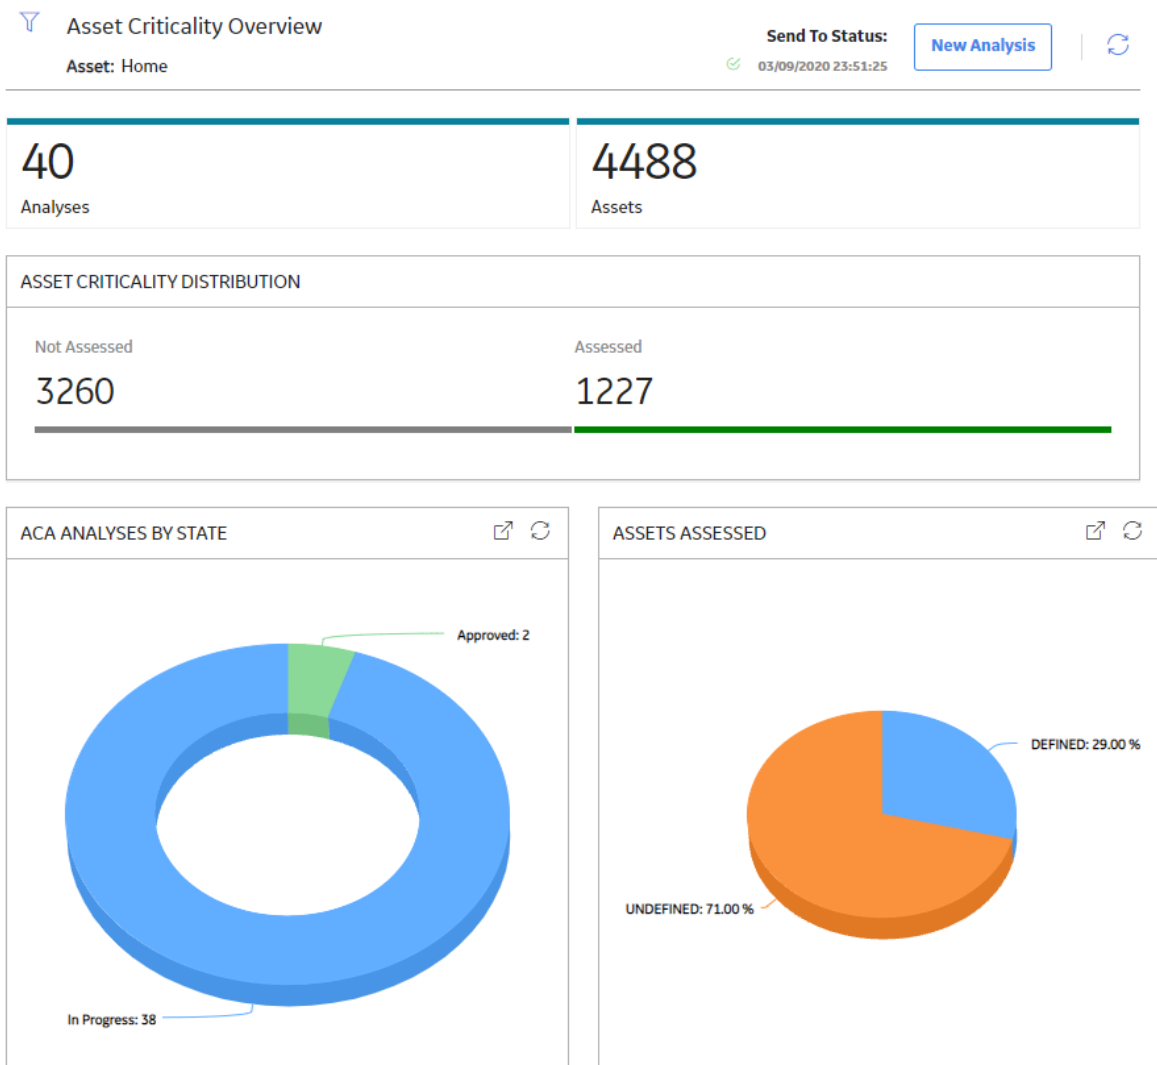 Asset Criticality Overview
Asset: Home
Send To Status:
03/09/2020 23:51:25
New Analysis
40
Analyses
4488
Assets
ASSET CRITICALITY DISTRIBUTION
Not Assessed
3260
Assessed
1227
ACA ANALYSES BY STATE
Approved: 2
In Progress: 38
ASSETS ASSESSED
DEFINED: 29.00 %
UNDEFINED: 71.00 %